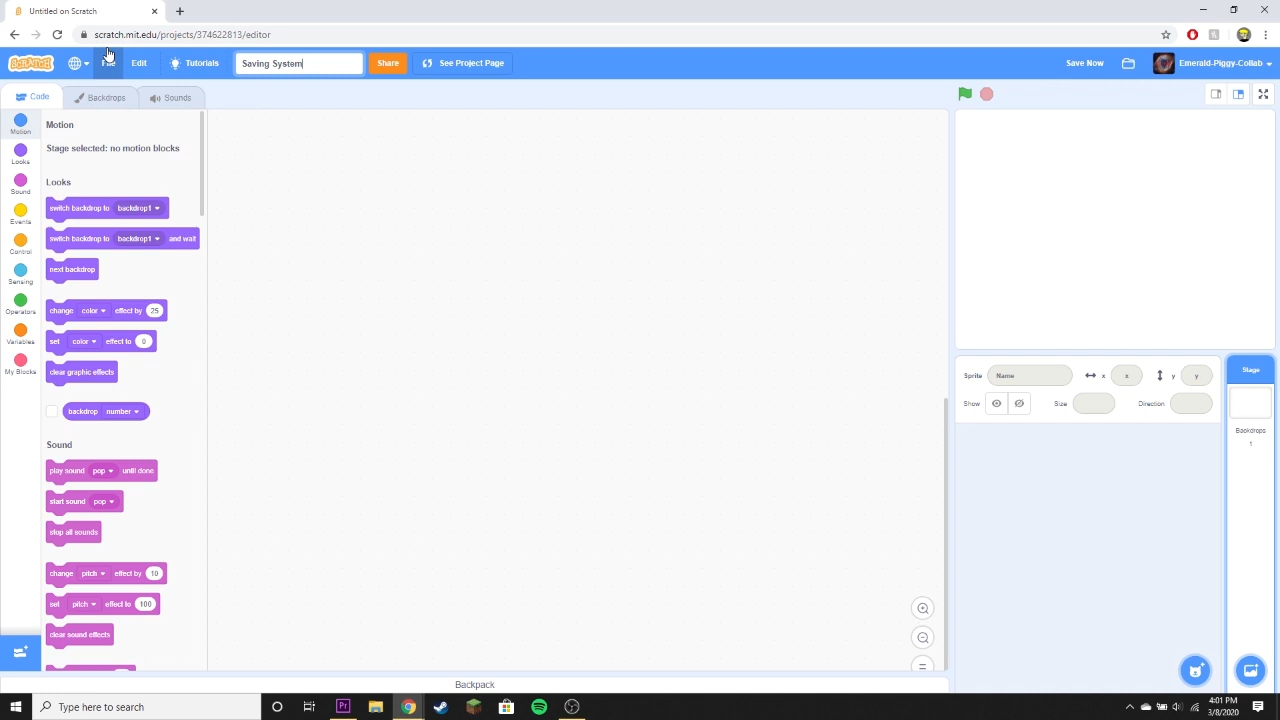 Untitled on Scratch
scratch.mit.edu/projects/374622813/editor
SCRATCH
Edit
Tutorials
Saving System
Share
See Project Page
Save Now
Emerald-Piggy-Collab
Code
Backdrops
Sounds
Motion
Looks
Sound
Events
Control
Sensing
Operators
Variables
My Blocks
Motion
Stage selected: no motion blocks
Looks
switch backdrop to backdrop1
switch backdrop to backdrop1 and wait
next backdrop
change color effect by 25
set color effect to 0
clear graphic effects
backdrop number
Sound
play sound pop until done
start sound pop
stop all sounds
change pitch effect by 10
set pitch effect to 100
clear sound effects
Sprite Name x x y y
Show Size Direction
Stage
Backdrops
1
Backpack
Type here to search
Pr
4:01 PM
3/8/2020